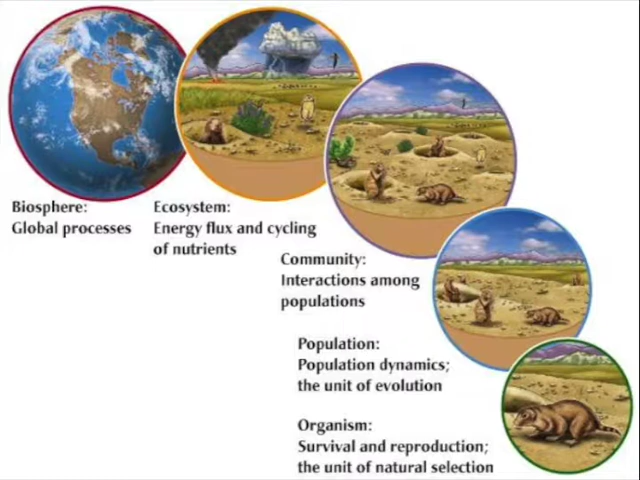 Biosphere:
Global processes
Ecosystem:
Energy flux and cycling
of nutrients
Community:
Interactions among
populations
Population:
Population dynamics;
the unit of evolution
Organism:
Survival and reproduction;
the unit of natural selection